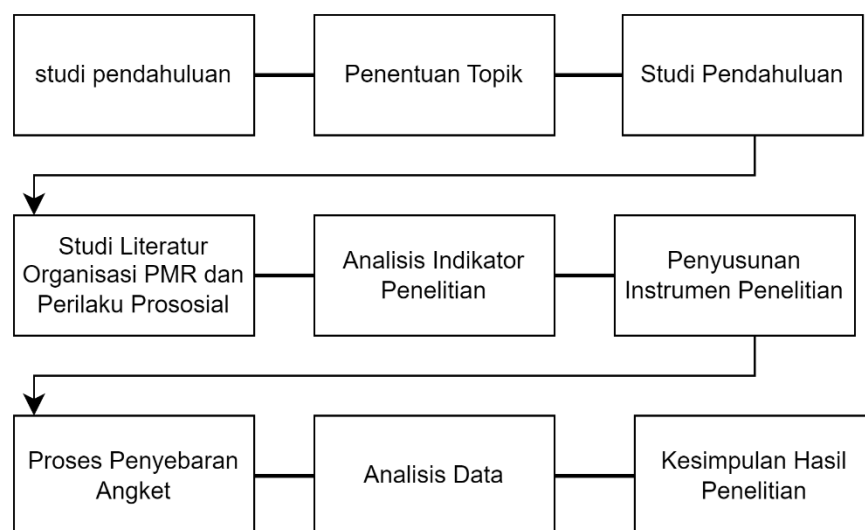 studi pendahuluan
Penentuan Topik
Studi Pendahuluan
Studi Literatur
Organisasi PMR dan
Perilaku Prososial
Analisis Indikator
Penelitian
Penyusunan
Instrumen Penelitian
Proses Penyebaran
Angket
Analisis Data
Kesimpulan Hasil
Penelitian